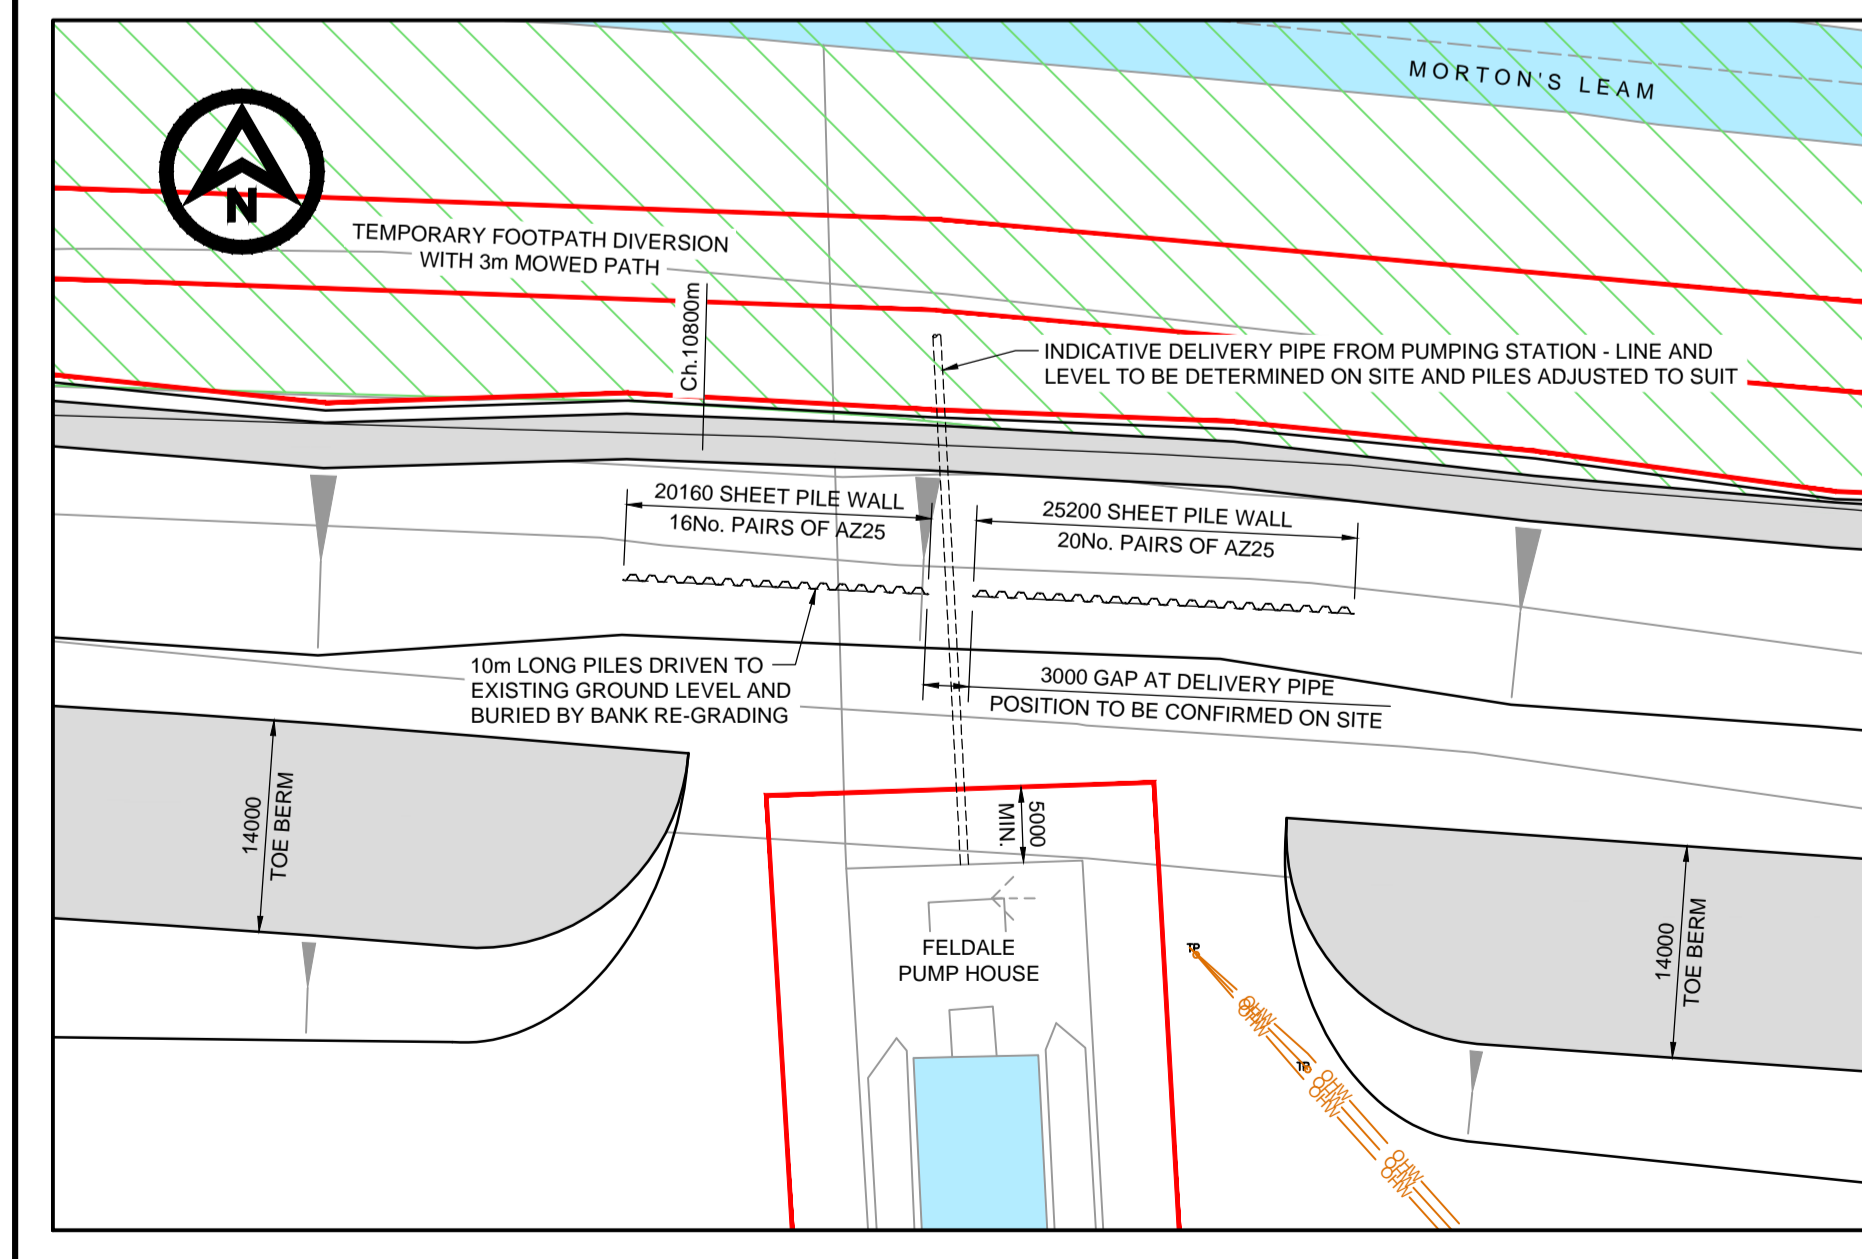 MORTON'S LEAM
N
TEMPORARY FOOTPATH DIVERSION
WITH 3m MOWED PATH
Ch.10800m
INDICATIVE DELIVERY PIPE FROM PUMPING STATION - LINE AND
LEVEL TO BE DETERMINED ON SITE AND PILES ADJUSTED TO SUIT
20160 SHEET PILE WALL
16No. PAIRS OF AZ25
25200 SHEET PILE WALL
20No. PAIRS OF AZ25
10m LONG PILES DRIVEN TO
EXISTING GROUND LEVEL AND
BURIED BY BANK RE-GRADING
3000 GAP AT DELIVERY PIPE
POSITION TO BE CONFIRMED ON SITE
14000
TOE BERM
5000
MIN.
FELDALE
PUMP HOUSE
14000
TOE BERM
TP
OHW
OHW
TP
OHW
OHW
OHW
OHW
OHW
OHW